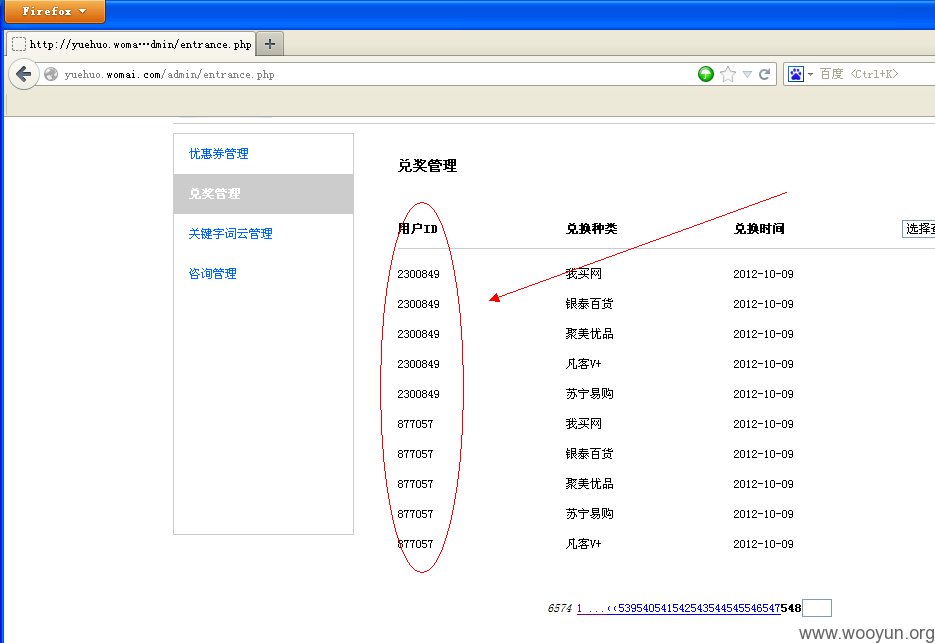 Firefox
http://yuehuo.woma…dmin/entrance.php
yuehuo.womai.com/admin/entrance.php
百度 <Ctrl+K>
优惠券管理
兑奖管理
关键字词云管理
咨询管理
兑奖管理
用户ID 兑换种类 兑换时间 选择
2300849 我买网 2012-10-09
2300849 银泰百货 2012-10-09
2300849 聚美优品 2012-10-09
2300849 凡客V+ 2012-10-09
2300849 苏宁易购 2012-10-09
877057 我买网 2012-10-09
877057 银泰百货 2012-10-09
877057 聚美优品 2012-10-09
877057 苏宁易购 2012-10-09
877057 凡客V+ 2012-10-09
6574 1 ...‹‹539540541542543544545546547548
www.wooyun.org